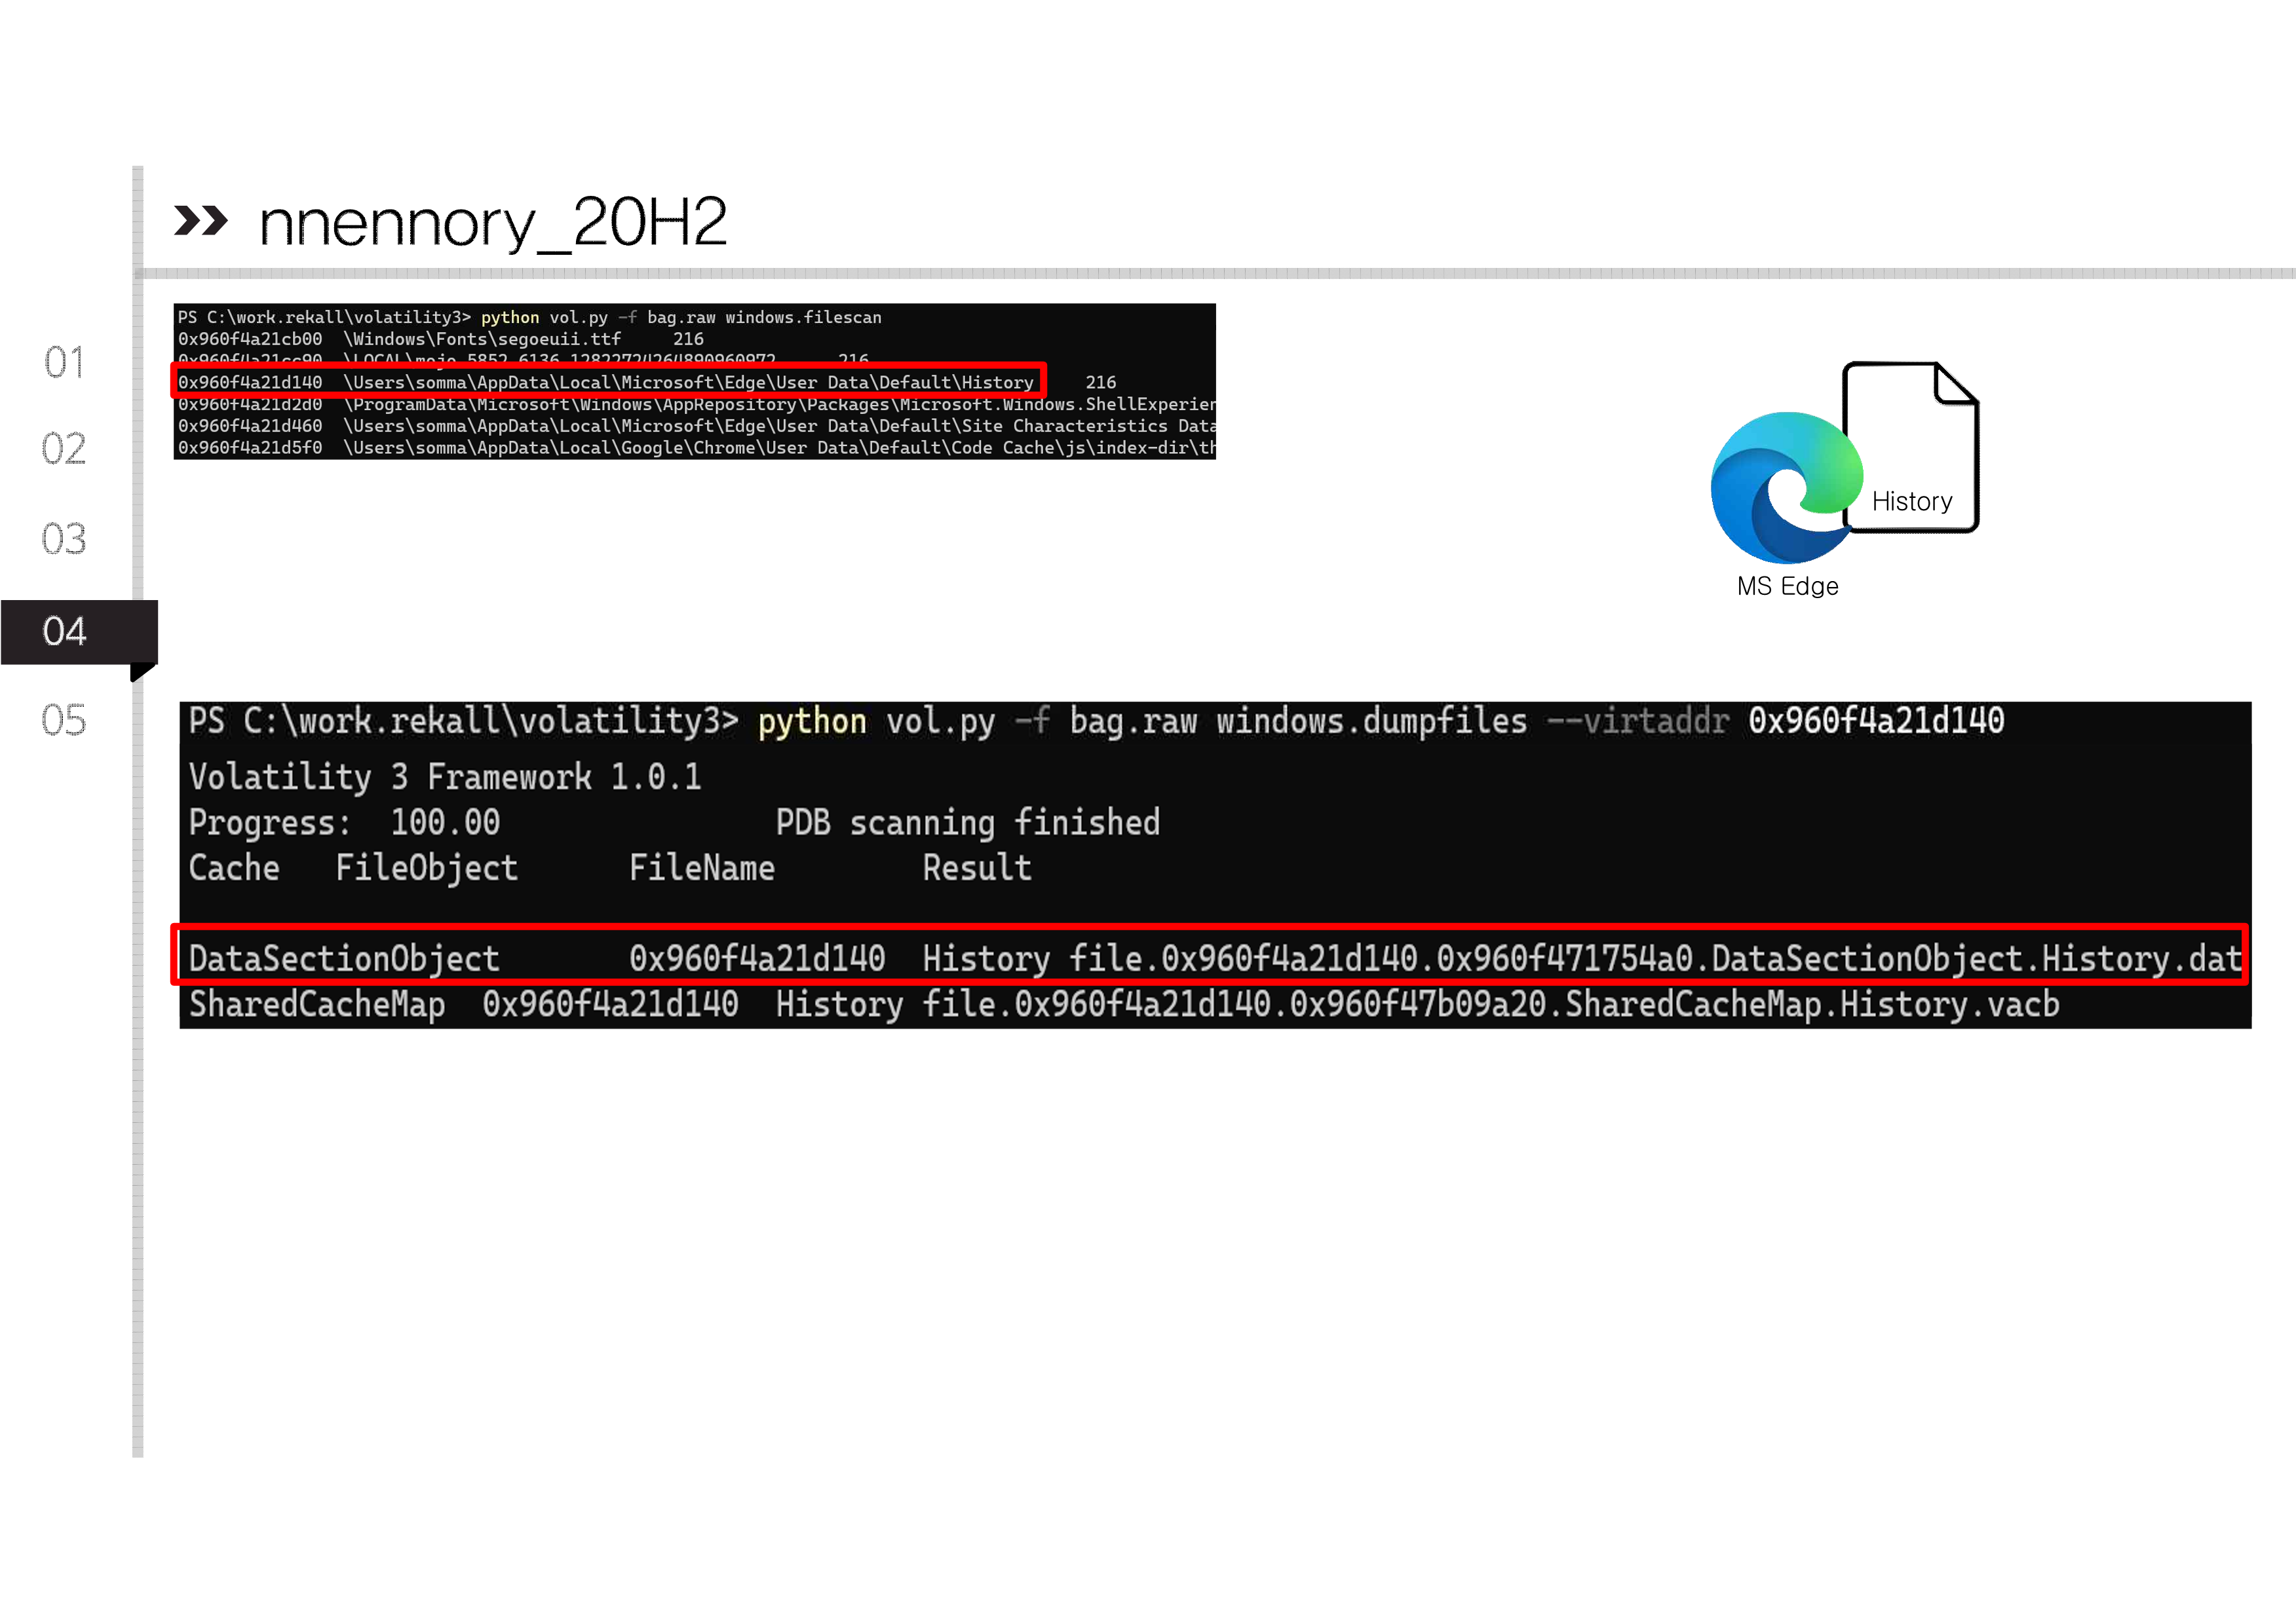 nnennory_20H2
01
02
03
04
05
PS C:\work.rekall\volatility3> python vol.py -f bag.raw windows.filescan
0x960f4a21cb00 \Windows\Fonts\segoeuii.ttf 216
0x960f4a21cc90 \LOCAL\mojo.5852.6136.12822724264890960972 216
0x960f4a21d140 \Users\somma\AppData\Local\Microsoft\Edge\User Data\Default\History 216
0x960f4a21d2d0 \ProgramData\Microsoft\Windows\AppRepository\Packages\Microsoft.Windows.ShellExperien
0x960f4a21d460 \Users\somma\AppData\Local\Microsoft\Edge\User Data\Default\Site Characteristics Data
0x960f4a21d5f0 \Users\somma\AppData\Local\Google\Chrome\User Data\Default\Code Cache\js\index-dir\th
History
MS Edge
PS C:\work.rekall\volatility3> python vol.py -f bag.raw windows.dumpfiles --virtaddr 0x960f4a21d140
Volatility 3 Framework 1.0.1
Progress: 100.00 PDB scanning finished
Cache FileObject FileName Result
DataSectionObject 0x960f4a21d140 History file.0x960f4a21d140.0x960f471754a0.DataSectionObject.History.dat
SharedCacheMap 0x960f4a21d140 History file.0x960f4a21d140.0x960f47b09a20.SharedCacheMap.History.vacb